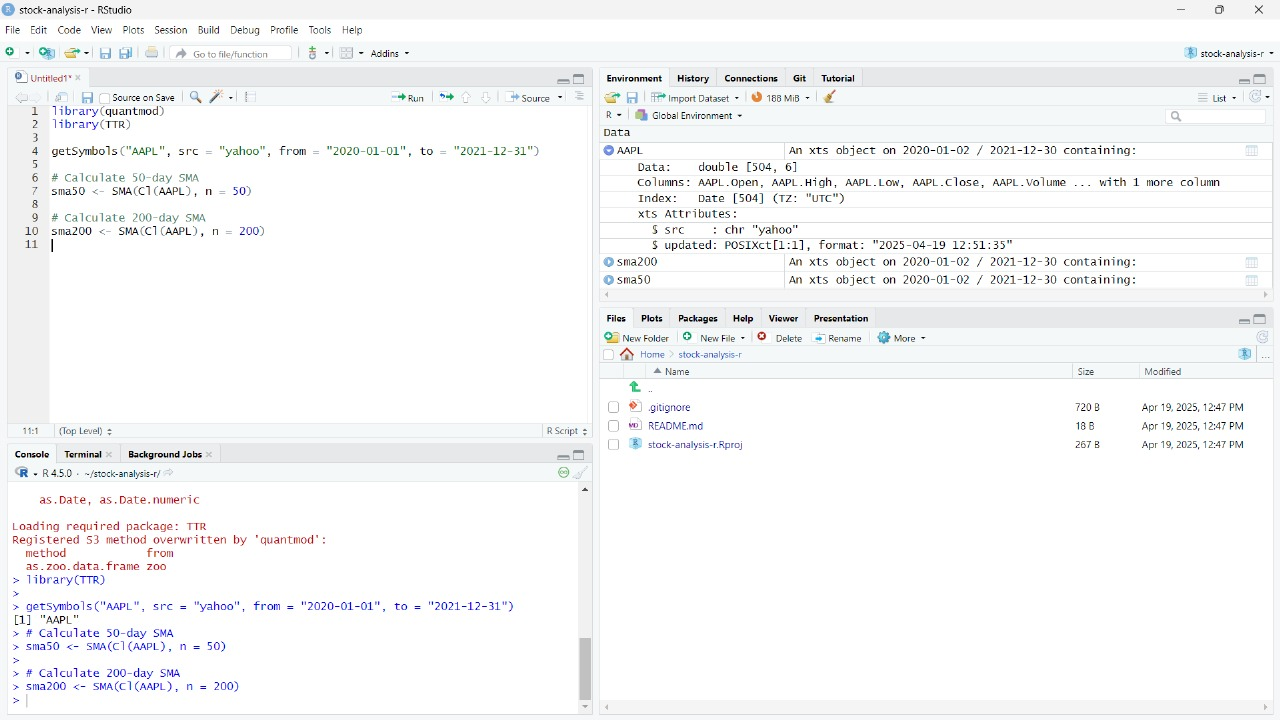 stock-analysis-r - RStudio
File Edit Code View Plots Session Build Debug Profile Tools Help
Go to file/function Addins stock-analysis-r
Untitled1*
Source on Save Run Source
1 library(quantmod)
2 library(TTR)
3
4 getSymbols("AAPL", src = "yahoo", from = "2020-01-01", to = "2021-12-31")
5
6 # Calculate 50-day SMA
7 sma50 <- SMA(Cl(AAPL), n = 50)
8
9 # Calculate 200-day SMA
10 sma200 <- SMA(Cl(AAPL), n = 200)
11
11:1 (Top Level) R Script
Console Terminal Background Jobs
R 4.5.0 · ~/stock-analysis-r/
as.Date, as.Date.numeric
Loading required package: TTR
Registered S3 method overwritten by 'quantmod':
method from
as.zoo.data.frame zoo
> library(TTR)
>
> getSymbols("AAPL", src = "yahoo", from = "2020-01-01", to = "2021-12-31")
[1] "AAPL"
> # Calculate 50-day SMA
> sma50 <- SMA(Cl(AAPL), n = 50)
>
> # Calculate 200-day SMA
> sma200 <- SMA(Cl(AAPL), n = 200)
>
Environment History Connections Git Tutorial
Import Dataset 188 MiB List
R Global Environment
Data
AAPL An xts object on 2020-01-02 / 2021-12-30 containing:
Data: double [504, 6]
Columns: AAPL.Open, AAPL.High, AAPL.Low, AAPL.Close, AAPL.Volume ... with 1 more column
Index: Date [504] (TZ: "UTC")
xts Attributes:
$ src : chr "yahoo"
$ updated: POSIXct[1:1], format: "2025-04-19 12:51:35"
sma200 An xts object on 2020-01-02 / 2021-12-30 containing:
sma50 An xts object on 2020-01-02 / 2021-12-30 containing:
Files Plots Packages Help Viewer Presentation
New Folder New File Delete Rename More
Home stock-analysis-r ...
Name Size Modified
..
.gitignore 720 B Apr 19, 2025, 12:47 PM
README.md 18 B Apr 19, 2025, 12:47 PM
stock-analysis-r.Rproj 267 B Apr 19, 2025, 12:47 PM